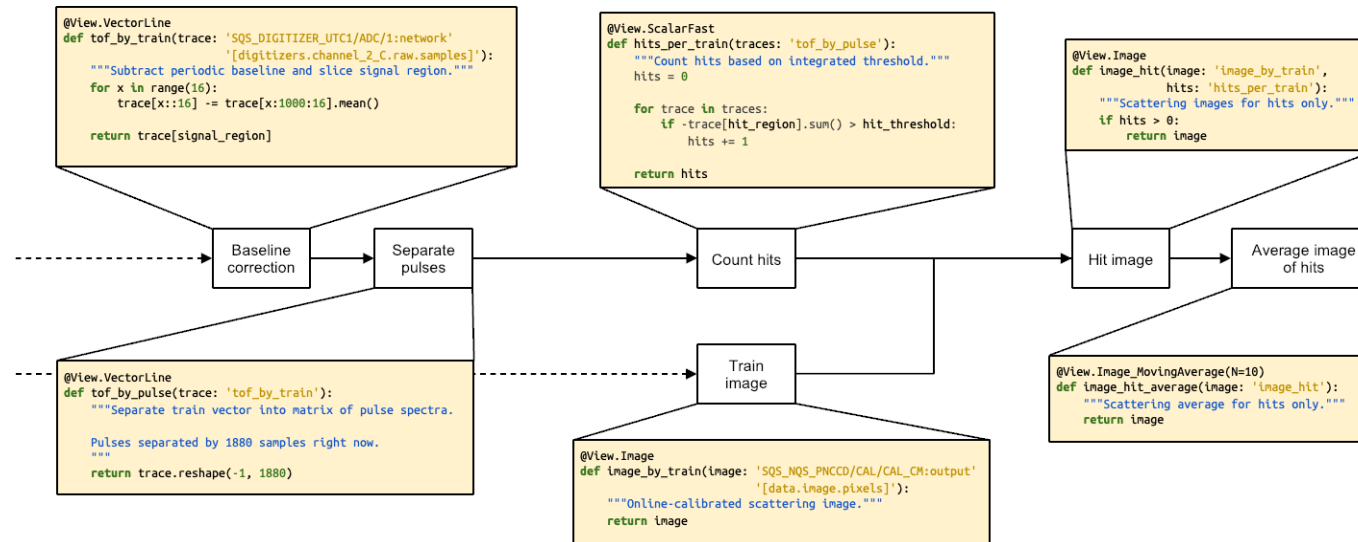 @View.VectorLine
def tof_by_train(trace: 'SQS_DIGITIZER_UTC1/ADC/1:network'
'[digitizers.channel_2_C.raw.samples]'):
"""Subtract periodic baseline and slice signal region."""
for x in range(16):
trace[x::16] -= trace[x:1000:16].mean()
return trace[signal_region]
@View.ScalarFast
def hits_per_train(traces: 'tof_by_pulse'):
"""Count hits based on integrated threshold."""
hits = 0
for trace in traces:
if -trace[hit_region].sum() > hit_threshold:
hits += 1
return hits
@View.Image
def image_hit(image: 'image_by_train',
hits: 'hits_per_train'):
"""Scattering images for hits only."""
if hits > 0:
return image
Baseline
correction
Separate
pulses
Count hits
Hit image
Average image
of hits
Train
image
@View.VectorLine
def tof_by_pulse(trace: 'tof_by_train'):
"""Separate train vector into matrix of pulse spectra.
Pulses separated by 1880 samples right now.
"""
return trace.reshape(-1, 1880)
@View.Image
def image_by_train(image: 'SQS_NQS_PNCCD/CAL/CAL_CM:output'
'[data.image.pixels]'):
"""Online-calibrated scattering image."""
return image
@View.Image_MovingAverage(N=10)
def image_hit_average(image: 'image_hit'):
"""Scattering average for hits only."""
return image